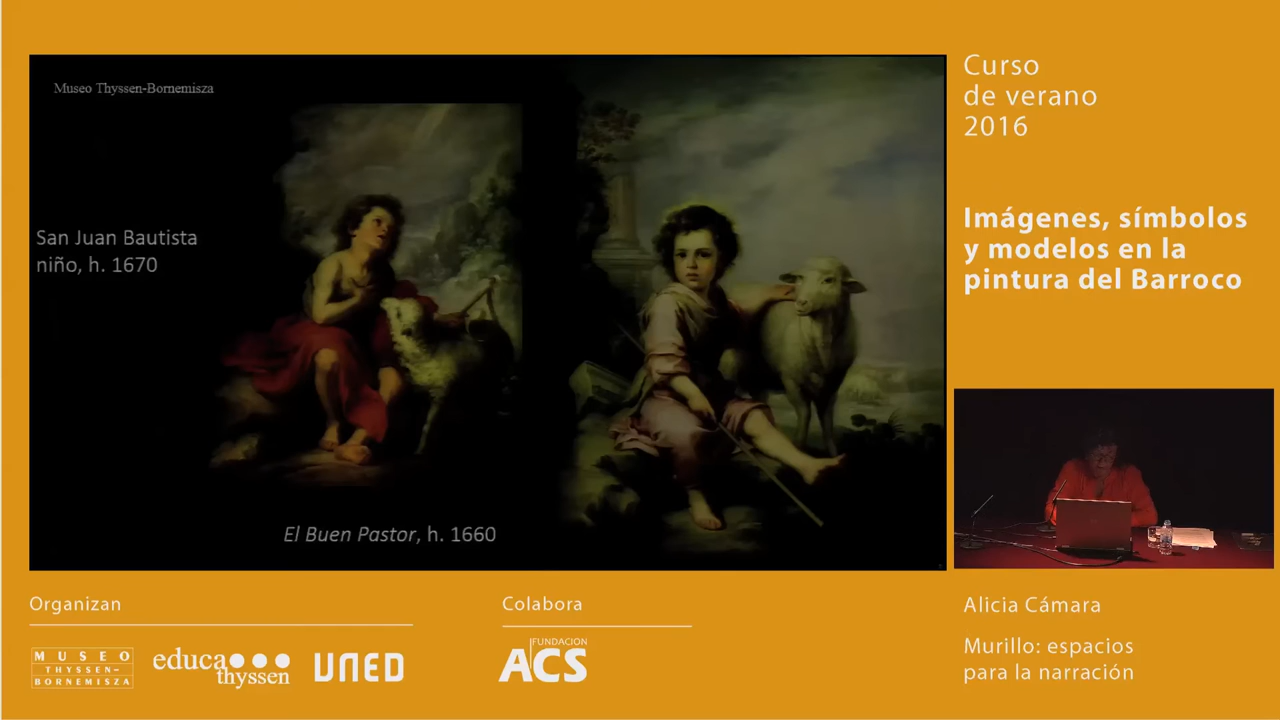 Museo Thyssen-Bornemisza
San Juan Bautista
niño, h. 1670
El Buen Pastor, h. 1660
Curso
de verano
2016
Imágenes, símbolos
y modelos en la
pintura del Barroco
Alicia Cámara
Murillo: espacios
para la narración
Organizan
MUSEO
THYSSEN-
BORNEMISZA
educa
thyssen
UNED
Colabora
FUNDACION
ACS